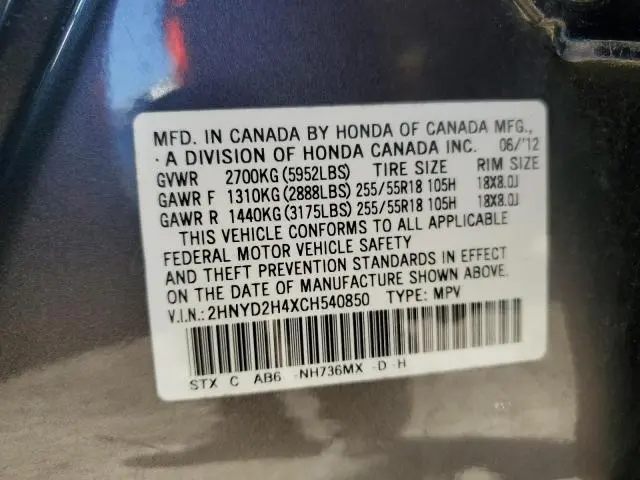 MFD. IN CANADA BY HONDA OF CANADA MFG.,
A DIVISION OF HONDA CANADA INC. 06/'12
GVWR 2700KG(5952LBS) TIRE SIZE RIM SIZE
GAWR F 1310KG(2888LBS) 255/55R18 105H 18X8.0J
GAWR R 1440KG(3175LBS) 255/55R18 105H 18X8.0J
THIS VEHICLE CONFORMS TO ALL APPLICABLE
FEDERAL MOTOR VEHICLE SAFETY
AND THEFT PREVENTION STANDARDS IN EFFECT
ON THE DATE OF MANUFACTURE SHOWN ABOVE.
V.I.N.: 2HNYD2H4XCH540850 TYPE: MPV
STX C AB6 -NH736MX -D -H